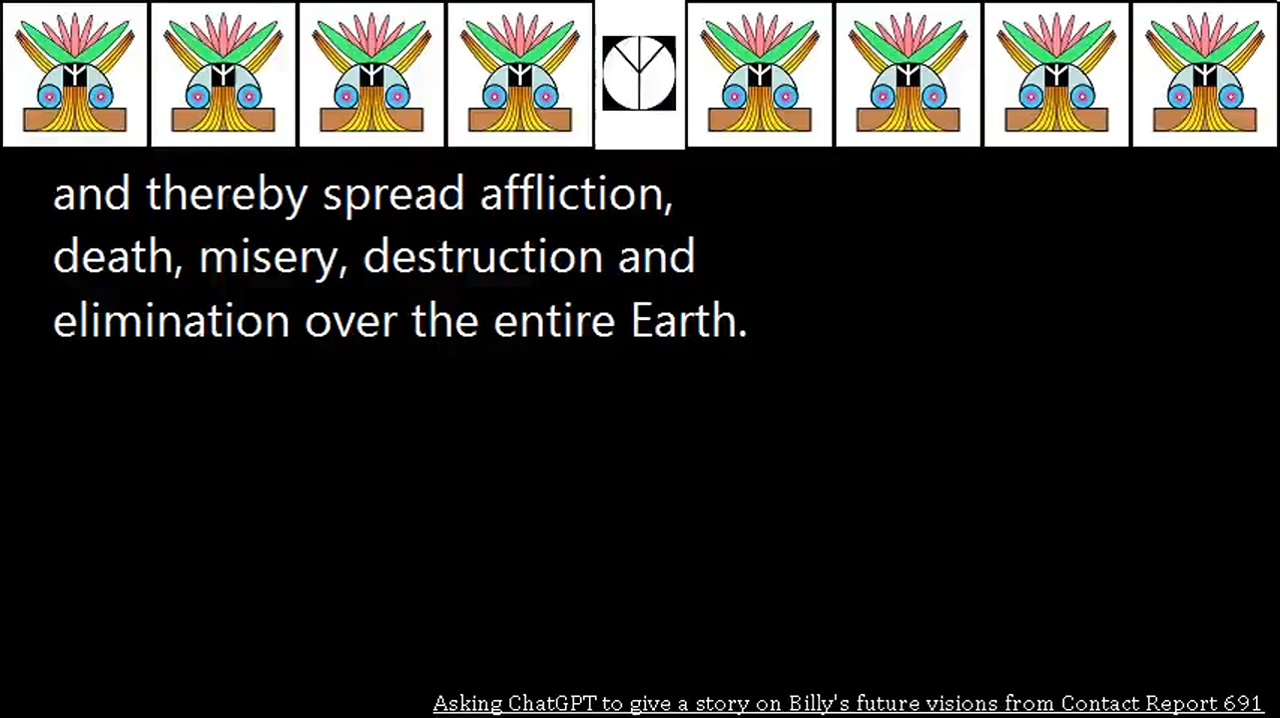 and thereby spread affliction,
death, misery, destruction and
elimination over the entire Earth.
Asking ChatGPT to give a story on Billy's future visions from Contact Report 691